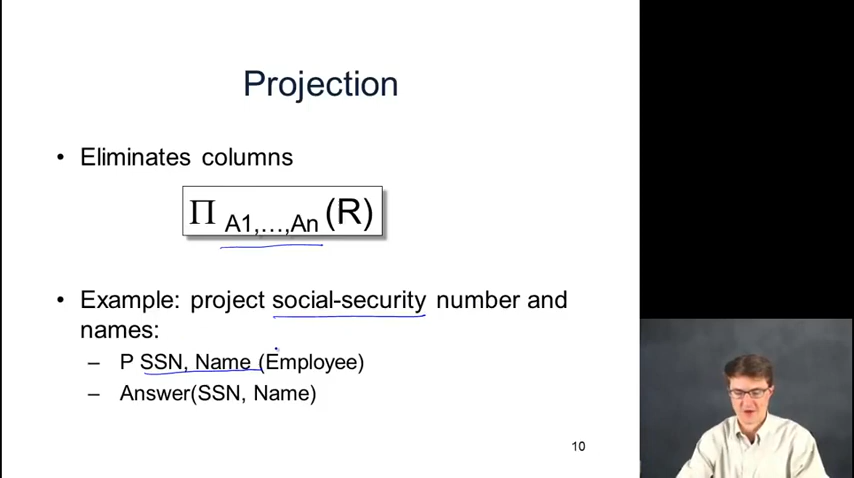 Projection
• Eliminates columns
Π A1,…,An (R)
• Example: project social-security number and
names:
– P SSN, Name (Employee)
– Answer(SSN, Name)
10